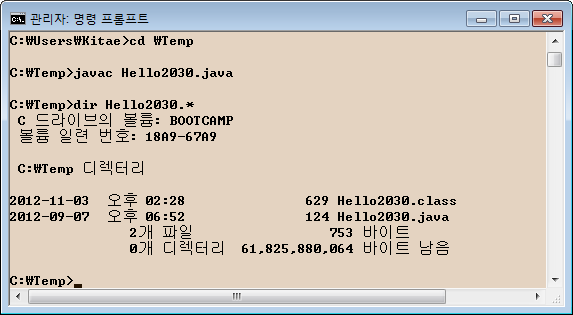 관리자: 명령 프롬프트
C:₩Users₩Kitae>cd ₩Temp
C:₩Temp>javac Hello2030.java
C:₩Temp>dir Hello2030.*
C 드라이브의 볼륨: BOOTCAMP
볼륨 일련 번호: 18A9-67A9
C:₩Temp 디렉터리
2012-11-03 오후 02:28 629 Hello2030.class
2012-09-07 오후 06:52 124 Hello2030.java
2개 파일 753 바이트
0개 디렉터리 61,825,880,064 바이트 남음
C:₩Temp>